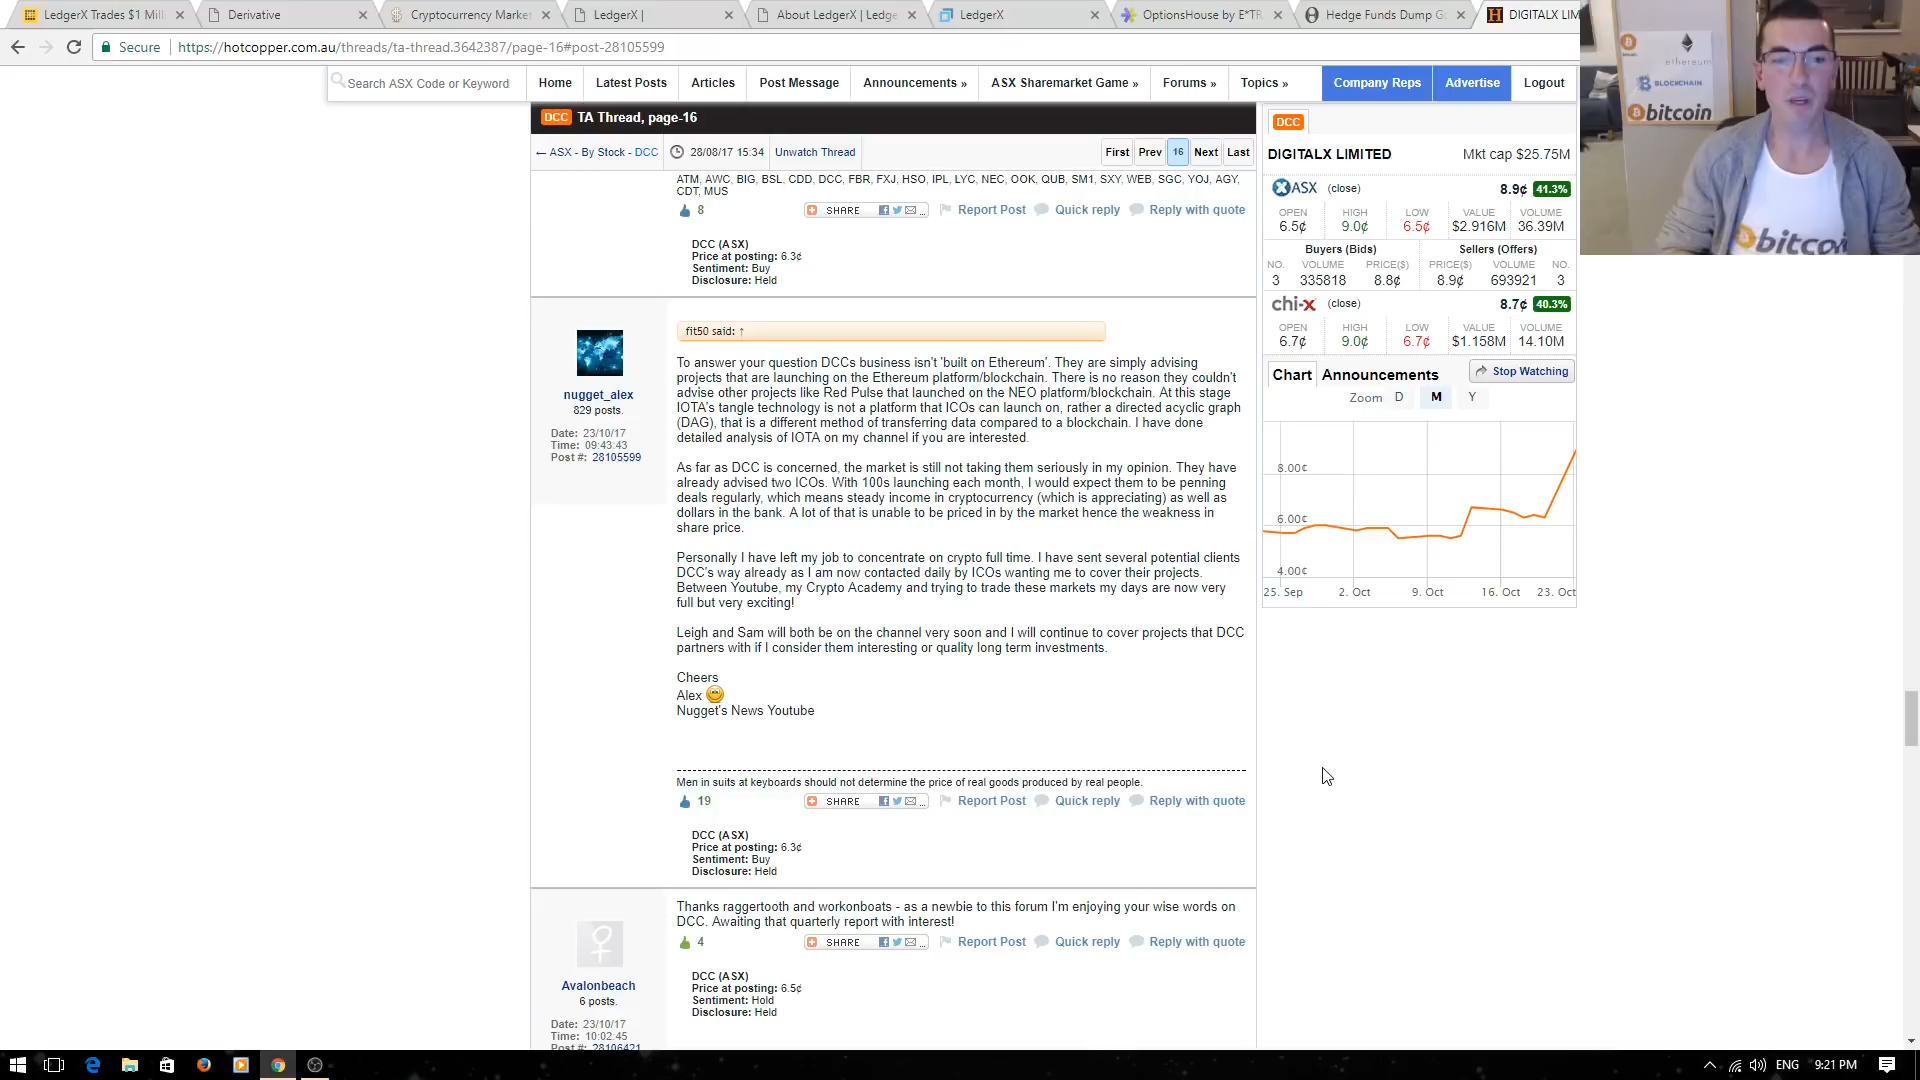 LedgerX Trades $1 Mill
Derivative
Cryptocurrency Market
LedgerX |
About LedgerX | Ledge
LedgerX
OptionsHouse by E*TR
Hedge Funds Dump G
DIGITALX LIM
Secure
https://hotcopper.com.au/threads/ta-thread.3642387/page-16#post-28105599
Search ASX Code or Keyword
Home
Latest Posts
Articles
Post Message
Announcements »
ASX Sharemarket Game »
Forums »
Topics »
Company Reps
Advertise
Logout
DCC TA Thread, page-16
← ASX - By Stock - DCC
28/08/17 15:34
Unwatch Thread
First Prev 16 Next Last
ATM, AWC, BIG, BSL, CDD, DCC, FBR, FXJ, HSO, IPL, LYC, NEC, OOK, QUB, SM1, SXY, WEB, SGC, YOJ, AGY,
CDT, MUS
8
SHARE
Report Post
Quick reply
Reply with quote
DCC (ASX)
Price at posting: 6.3¢
Sentiment: Buy
Disclosure: Held
nugget_alex
829 posts.
Date: 23/10/17
Time: 09:43:43
Post #: 28105599
fit50 said: ↑
To answer your question DCCs business isn't 'built on Ethereum'. They are simply advising
projects that are launching on the Ethereum platform/blockchain. There is no reason they couldn't
advise other projects like Red Pulse that launched on the NEO platform/blockchain. At this stage
IOTA's tangle technology is not a platform that ICOs can launch on, rather a directed acyclic graph
(DAG), that is a different method of transferring data compared to a blockchain. I have done
detailed analysis of IOTA on my channel if you are interested.
As far as DCC is concerned, the market is still not taking them seriously in my opinion. They have
already advised two ICOs. With 100s launching each month, I would expect them to be penning
deals regularly, which means steady income in cryptocurrency (which is appreciating) as well as
dollars in the bank. A lot of that is unable to be priced in by the market hence the weakness in
share price.
Personally I have left my job to concentrate on crypto full time. I have sent several potential clients
DCC's way already as I am now contacted daily by ICOs wanting me to cover their projects.
Between Youtube, my Crypto Academy and trying to trade these markets my days are now very
full but very exciting!
Leigh and Sam will both be on the channel very soon and I will continue to cover projects that DCC
partners with if I consider them interesting or quality long term investments.
Cheers
Alex
Nugget's News Youtube
Men in suits at keyboards should not determine the price of real goods produced by real people.
19
SHARE
Report Post
Quick reply
Reply with quote
DCC (ASX)
Price at posting: 6.3¢
Sentiment: Buy
Disclosure: Held
Avalonbeach
6 posts.
Date: 23/10/17
Time: 10:02:45
Post #: 28106421
Thanks raggertooth and workonboats - as a newbie to this forum I'm enjoying your wise words on
DCC. Awaiting that quarterly report with interest!
4
SHARE
Report Post
Quick reply
Reply with quote
DCC (ASX)
Price at posting: 6.5¢
Sentiment: Hold
Disclosure: Held
DCC
DIGITALX LIMITED
Mkt cap $25.75M
ASX (close) 8.9¢ 41.3%
OPEN HIGH LOW VALUE VOLUME
6.5¢ 9.0¢ 6.5¢ $2.916M 36.39M
Buyers (Bids) Sellers (Offers)
NO. VOLUME PRICE($) PRICE($) VOLUME NO.
3 335818 8.8¢ 8.9¢ 693921 3
chi-x (close) 8.7¢ 40.3%
OPEN HIGH LOW VALUE VOLUME
6.7¢ 9.0¢ 6.7¢ $1.158M 14.10M
Chart Announcements
Stop Watching
Zoom D M Y
8.00¢
6.00¢
4.00¢
25. Sep 2. Oct 9. Oct 16. Oct 23. Oct
ethereum
BLOCKCHAIN
bitcoin
bitcoin
ENG
9:21 PM